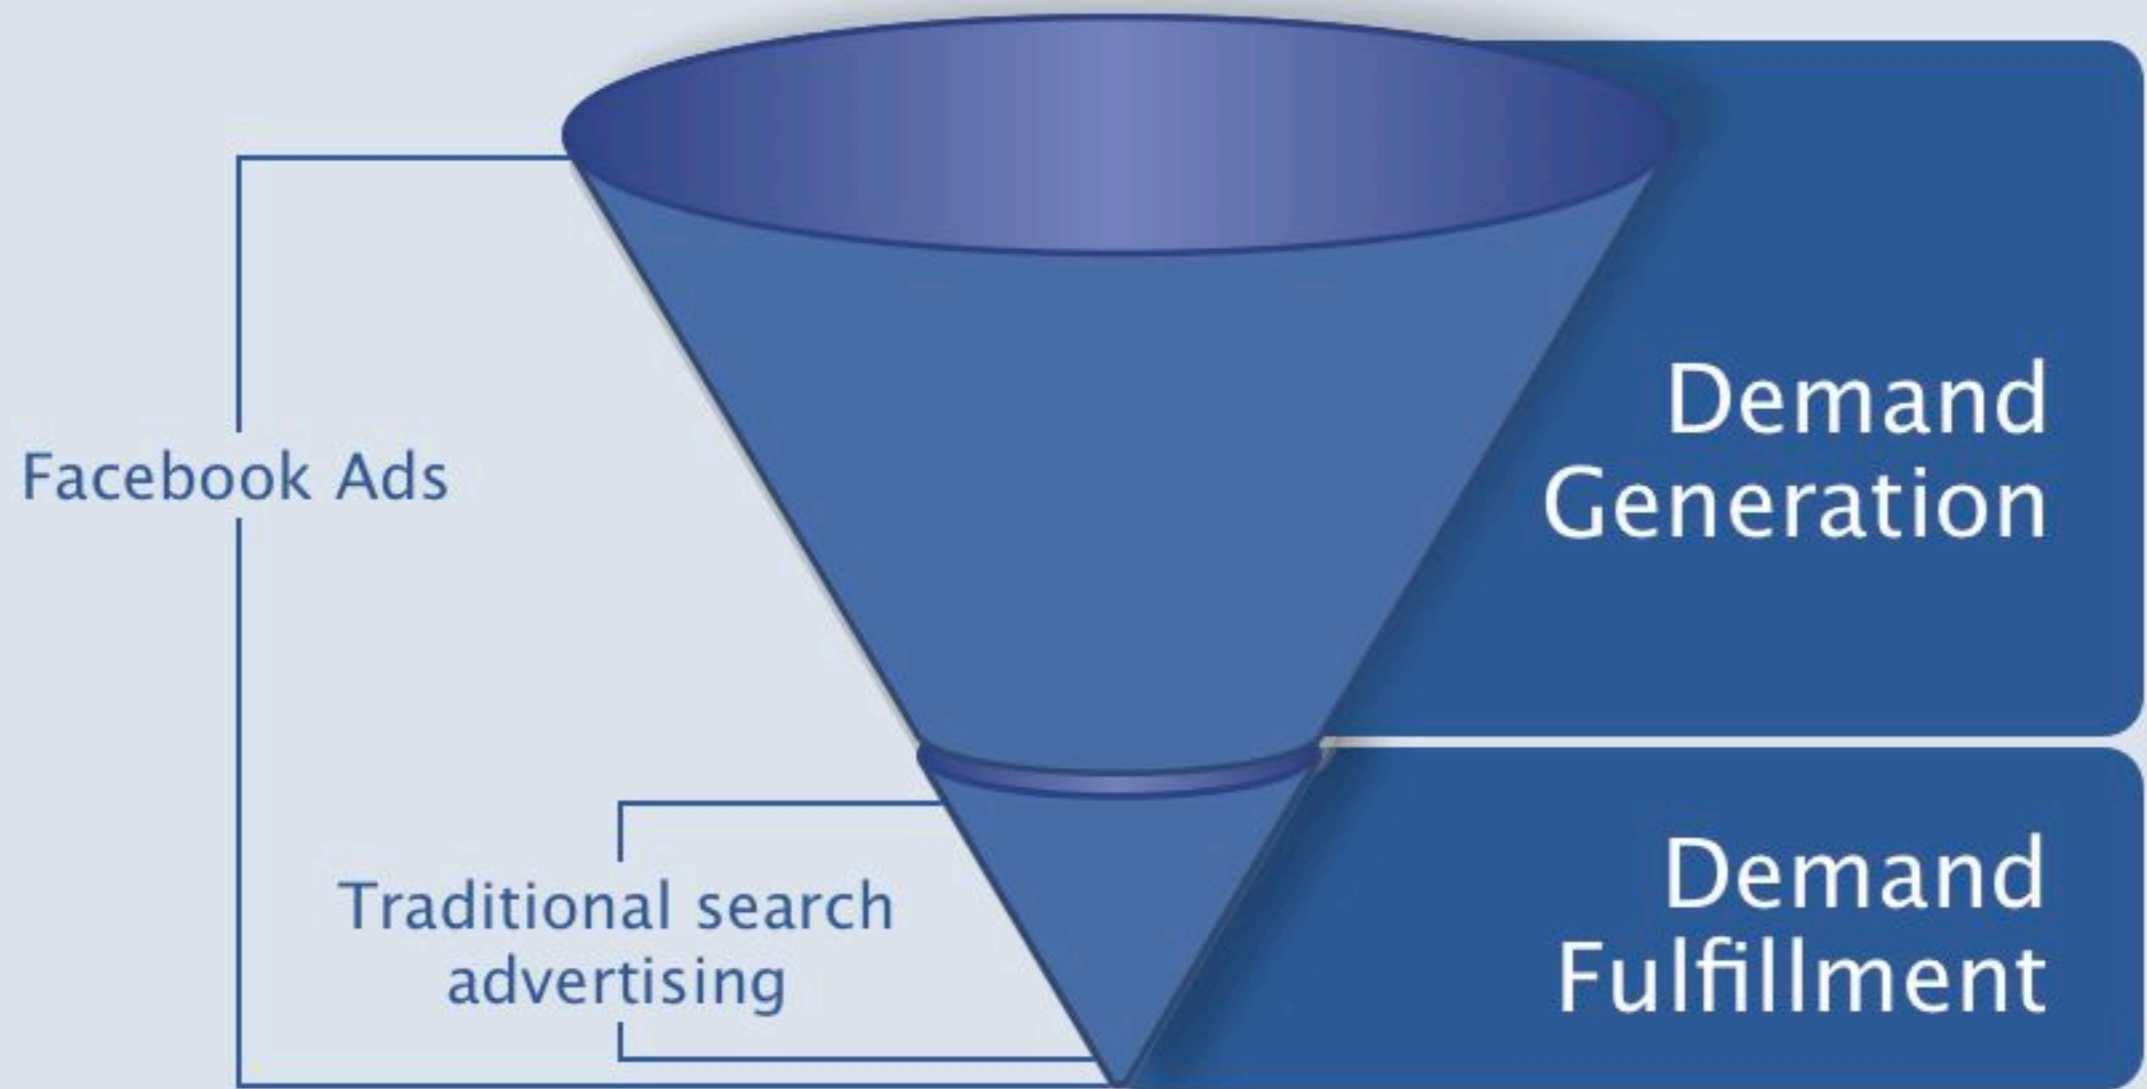 Facebook Ads
Demand
Generation
Traditional search
advertising
Demand
Fulfillment